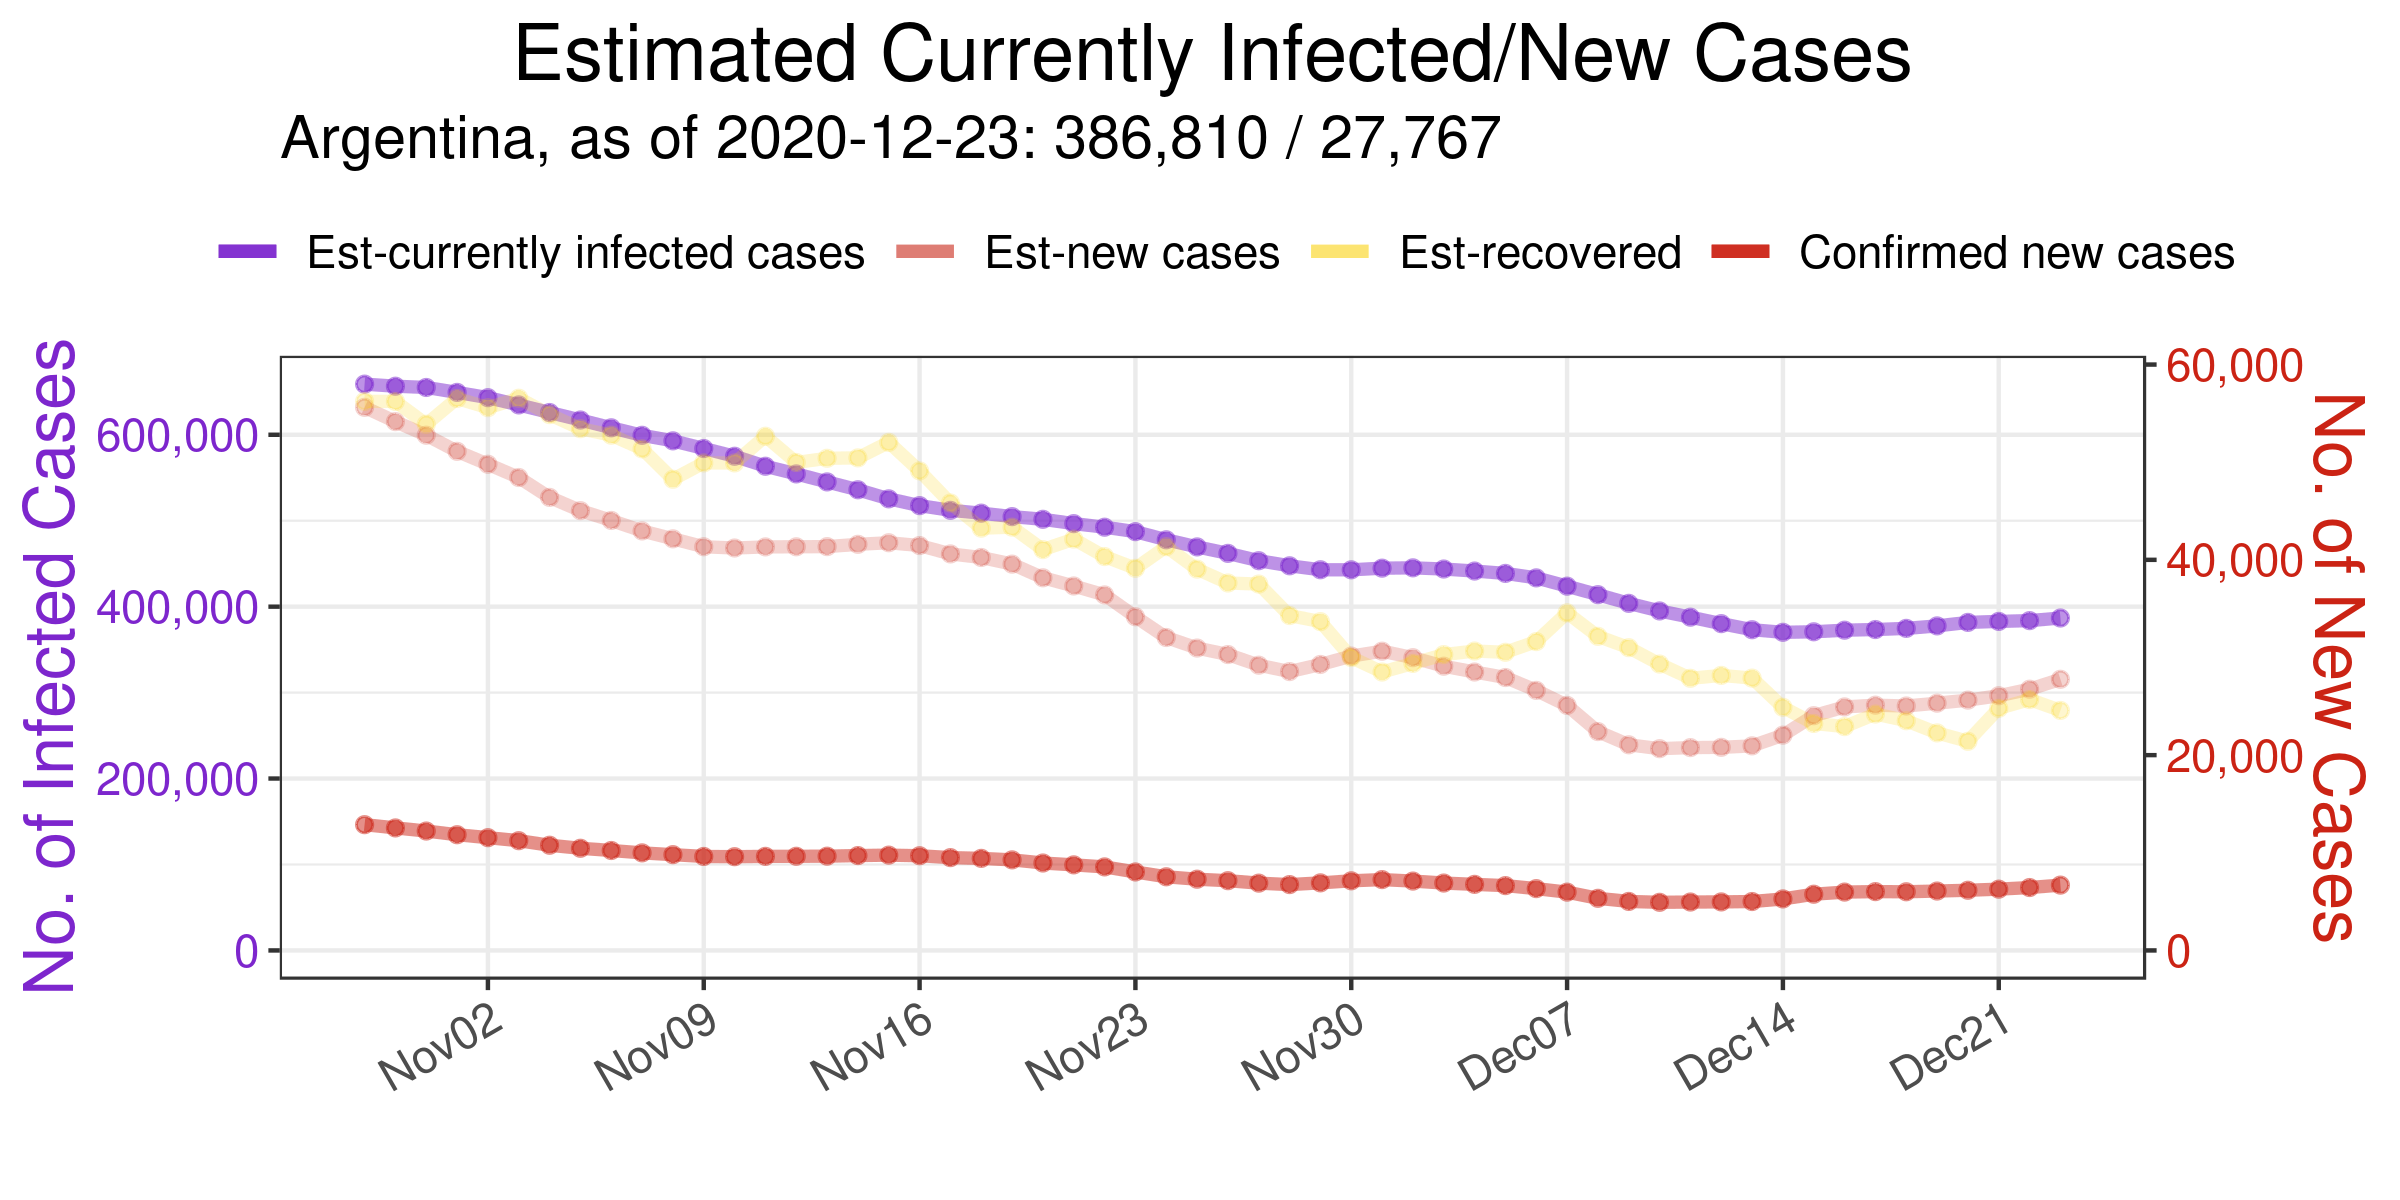 Estimated Currently Infected/New Cases
Argentina, as of 2020-12-23: 386,810 / 27,767
Est-currently infected cases
Est-new cases
Est-recovered
Confirmed new cases
No. of Infected Cases
600,000
400,000
200,000
0
60,000
40,000
20,000
0
No. of New Cases
Nov02
Nov09
Nov16
Nov23
Nov30
Dec07
Dec14
Dec21